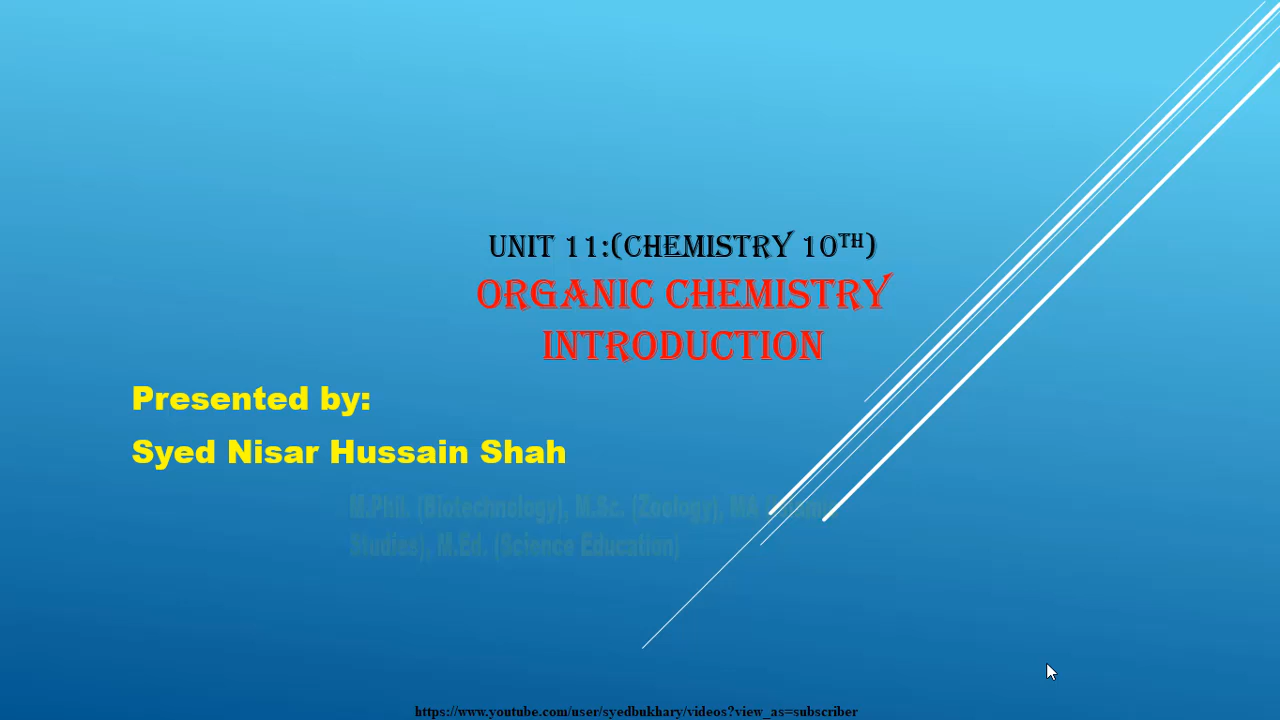 UNIT 11:(CHEMISTRY 10TH)
ORGANIC CHEMISTRY
INTRODUCTION
Presented by:
Syed Nisar Hussain Shah
M.Phil. (Biotechnology), M.Sc. (Zoology), MA
Studies), M.Ed. (Science Education)
https://www.youtube.com/user/syedbukhary/videos?view_as=subscriber